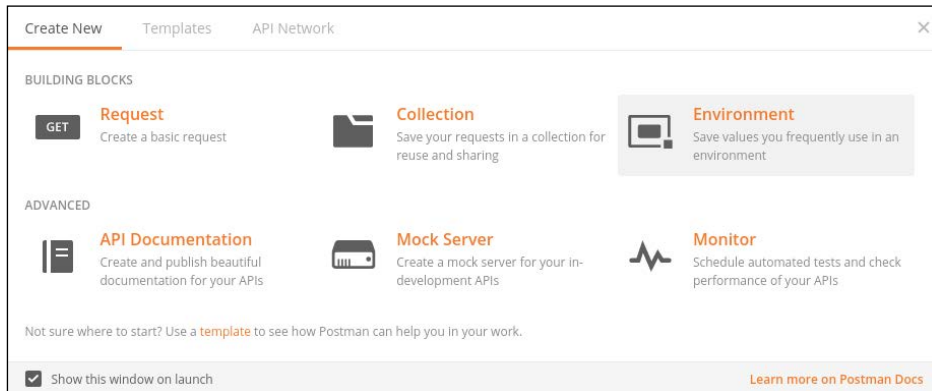 Create New Templates API Network
BUILDING BLOCKS
GET
Request
Create a basic request
Collection
Save your requests in a collection for
reuse and sharing
Environment
Save values you frequently use in an
environment
ADVANCED
API Documentation
Create and publish beautiful
documentation for your APIs
Mock Server
Create a mock server for your in-
development APIs
Monitor
Schedule automated tests and check
performance of your APIs
Not sure where to start? Use a template to see how Postman can help you in your work.
Show this window on launch
Learn more on Postman Docs